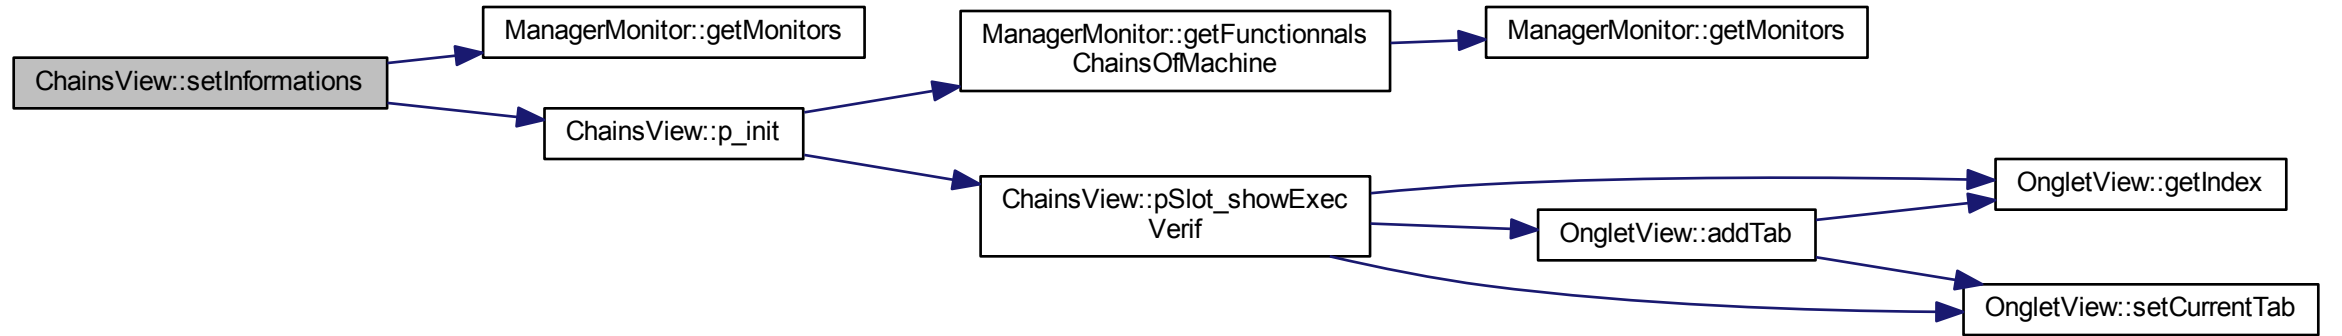 ChainsView::setInformations
ManagerMonitor::getMonitors
ChainsView::p_init
ManagerMonitor::getFunctionnals
ChainsOfMachine
ManagerMonitor::getMonitors
ChainsView::pSlot_showExec
Verif
OngletView::addTab
OngletView::getIndex
OngletView::setCurrentTab